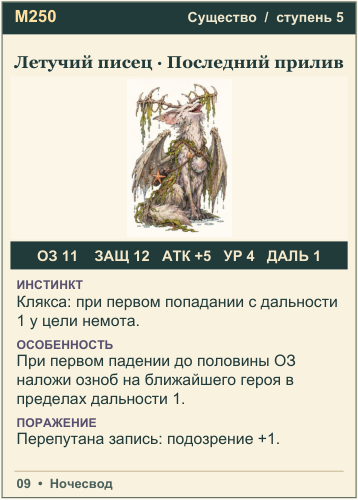 M250
Существо / ступень 5
Летучий писец · Последний прилив
ОЗ 11 ЗАЩ 12 АТК +5 УР 4 ДАЛЬ 1
ИНСТИНКТ
Клякса: при первом попадании с дальности
1 у цели немота.
ОСОБЕННОСТЬ
При первом падении до половины ОЗ
наложи озноб на ближайшего героя в
пределах дальности 1.
ПОРАЖЕНИЕ
Перепутана запись: подозрение +1.
09 • Ночесвод